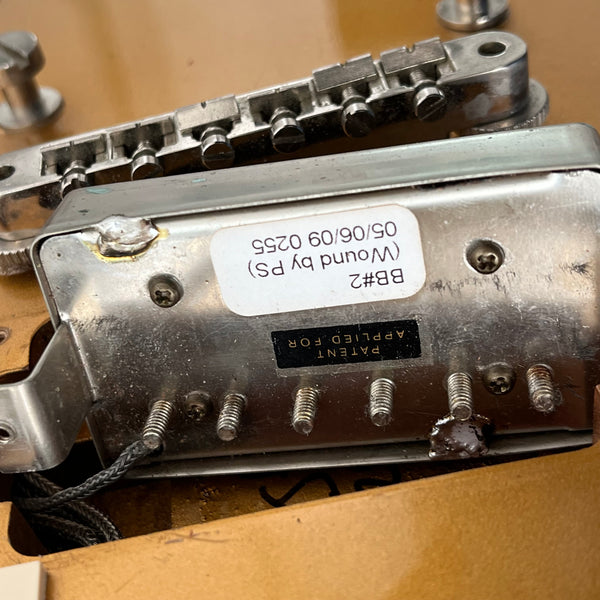 BB#2
(Wound by PS)
05/06/09 0255
PATENT
APPLIED FOR